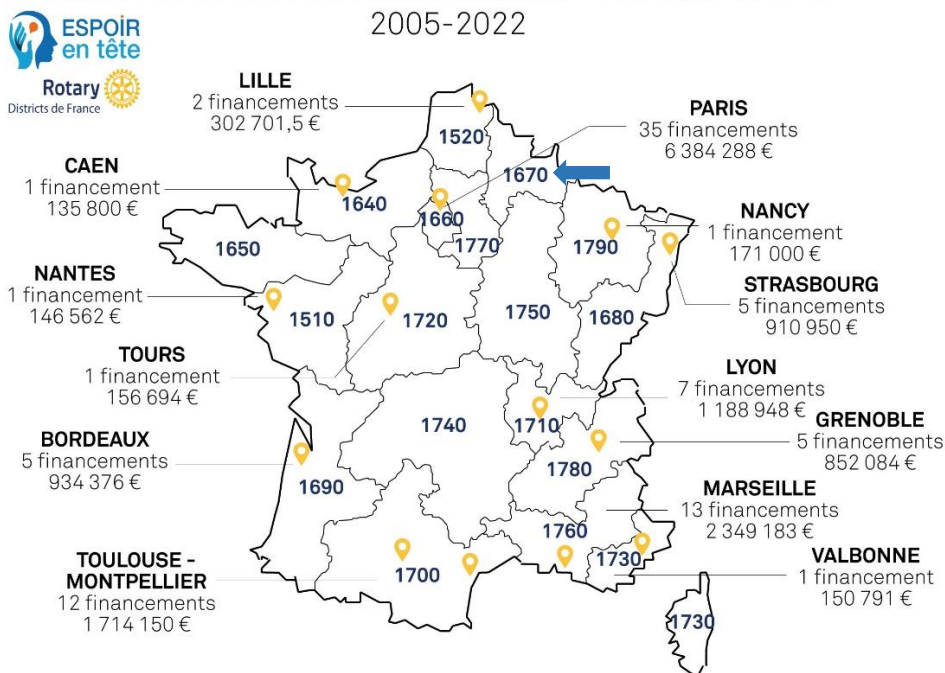 ESPOIR
en tête
Rotary
Districts de France
2005-2022
LILLE
2 financements
302 701,5 €
PARIS
35 financements
6 384 288 €
CAEN
1 financement
135 800 €
NANCY
1 financement
171 000 €
NANTES
1 financement
146 562 €
STRASBOURG
5 financements
910 950 €
TOURS
1 financement
156 694 €
LYON
7 financements
1 188 948 €
BORDEAUX
5 financements
934 376 €
GRENOBLE
5 financements
852 084 €
MARSEILLE
13 financements
2 349 183 €
TOULOUSE -
MONTPELLIER
12 financements
1 714 150 €
VALBONNE
1 financement
150 791 €
1520
1670
1640
1660
1650
1770
1790
1510
1720
1750
1680
1740
1710
1780
1690
1760
1700
1730
1730